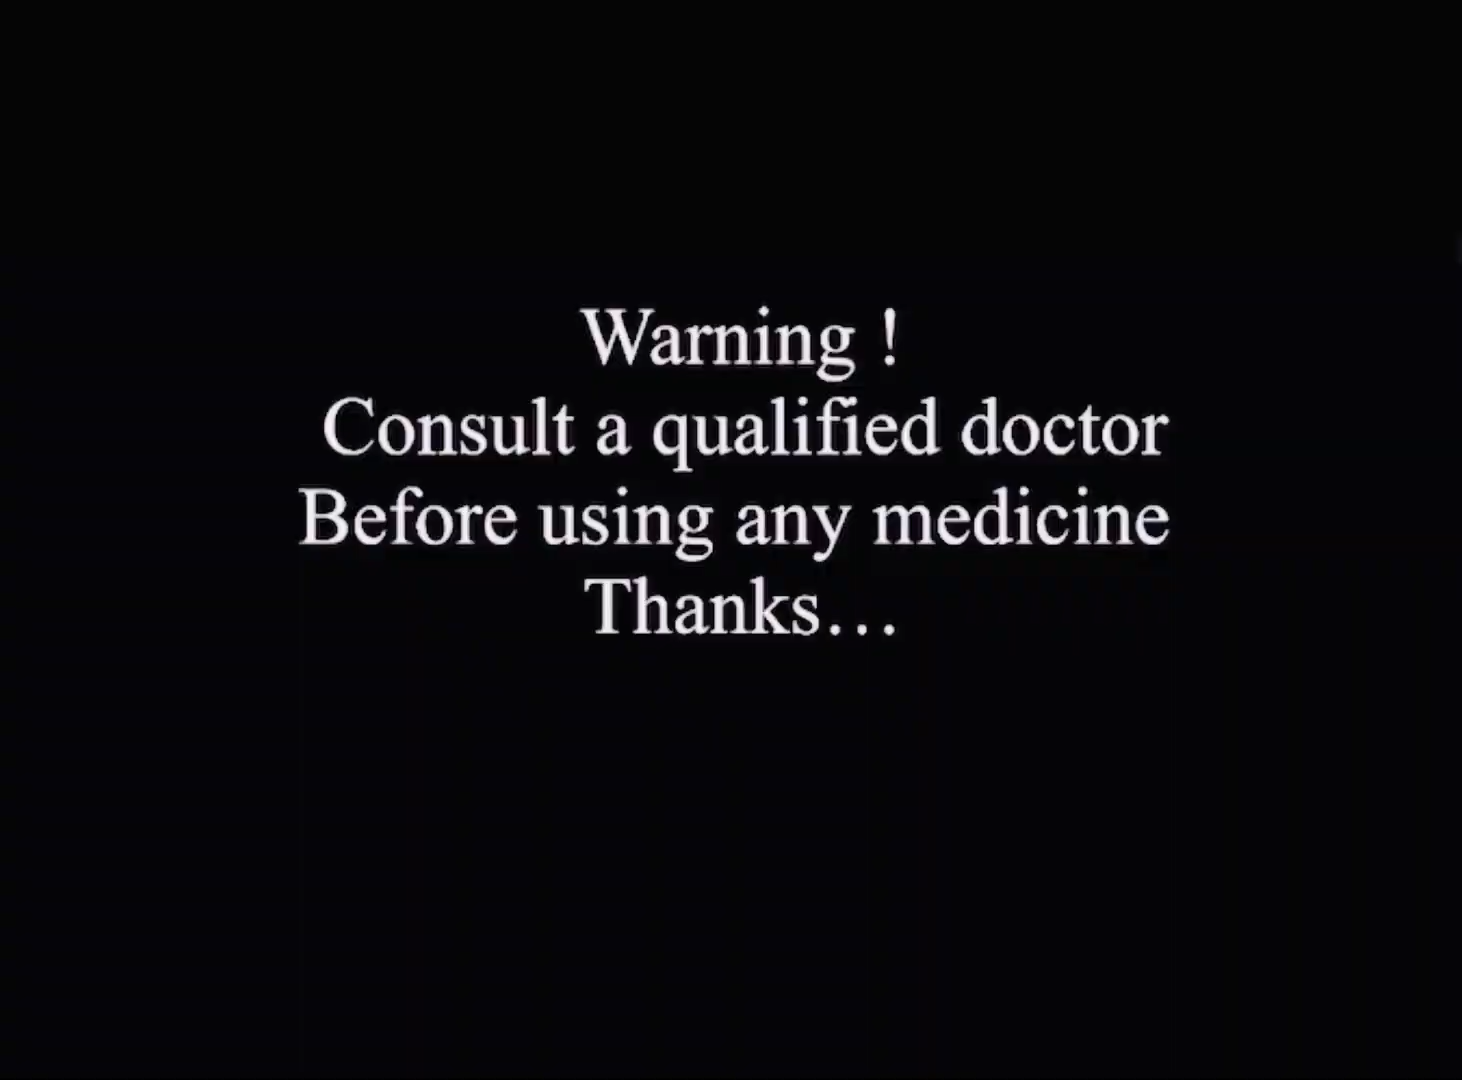 Warning !
Consult a qualified doctor
Before using any medicine
Thanks…